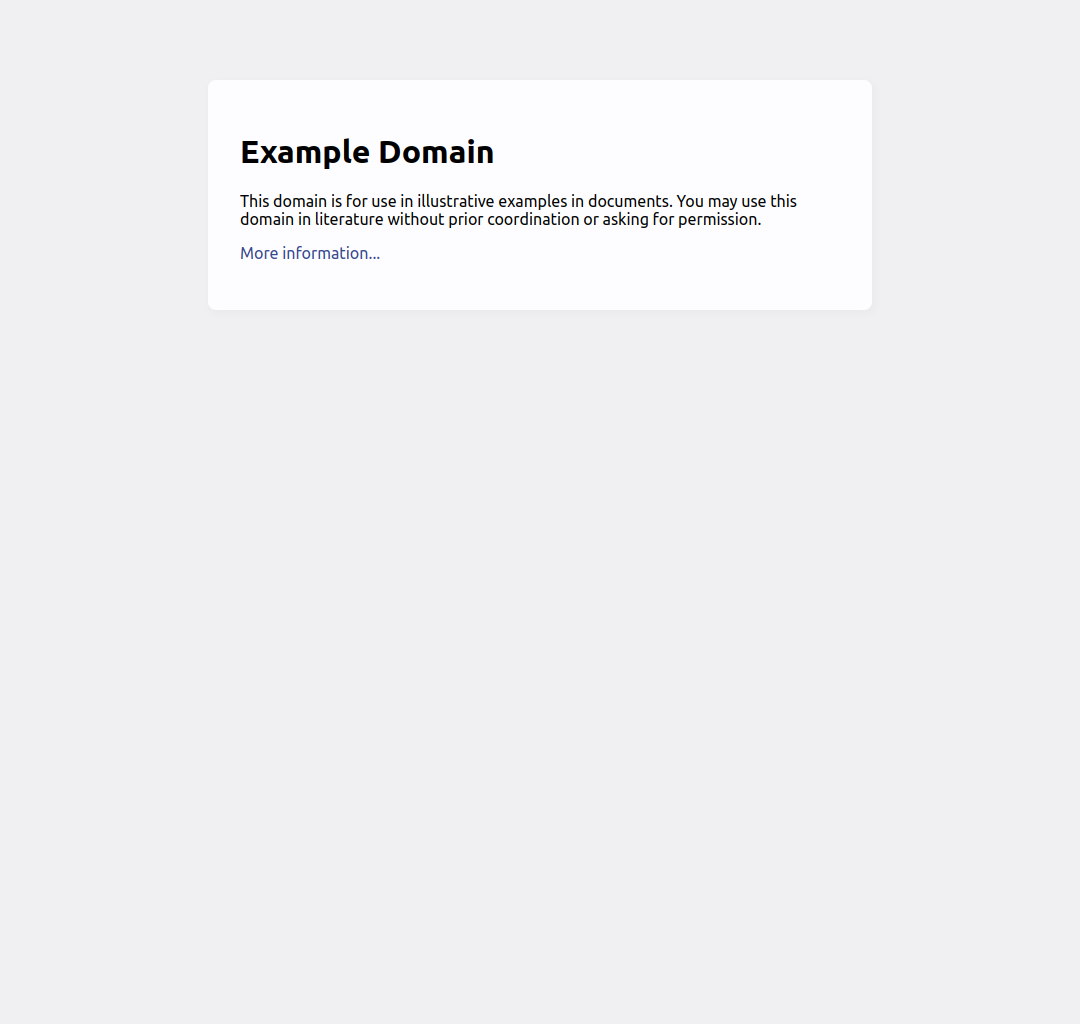 Example Domain
This domain is for use in illustrative examples in documents. You may use this
domain in literature without prior coordination or asking for permission.
More information...